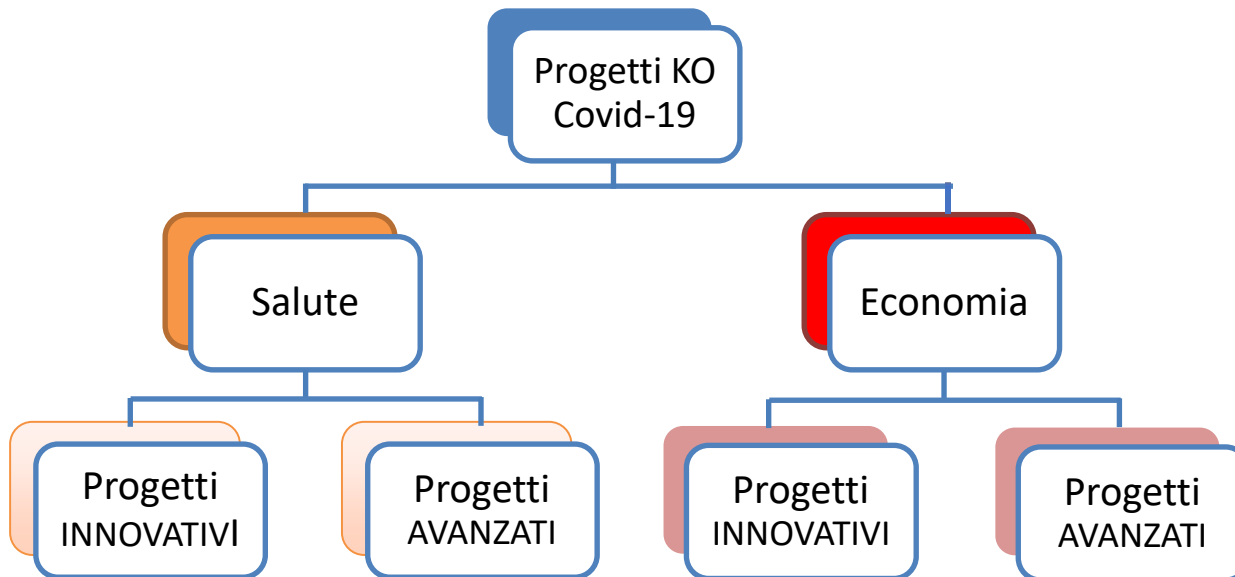 Progetti KO
Covid-19
Salute
Economia
Progetti
INNOVATIVI
Progetti
AVANZATI
Progetti
INNOVATIVI
Progetti
AVANZATI